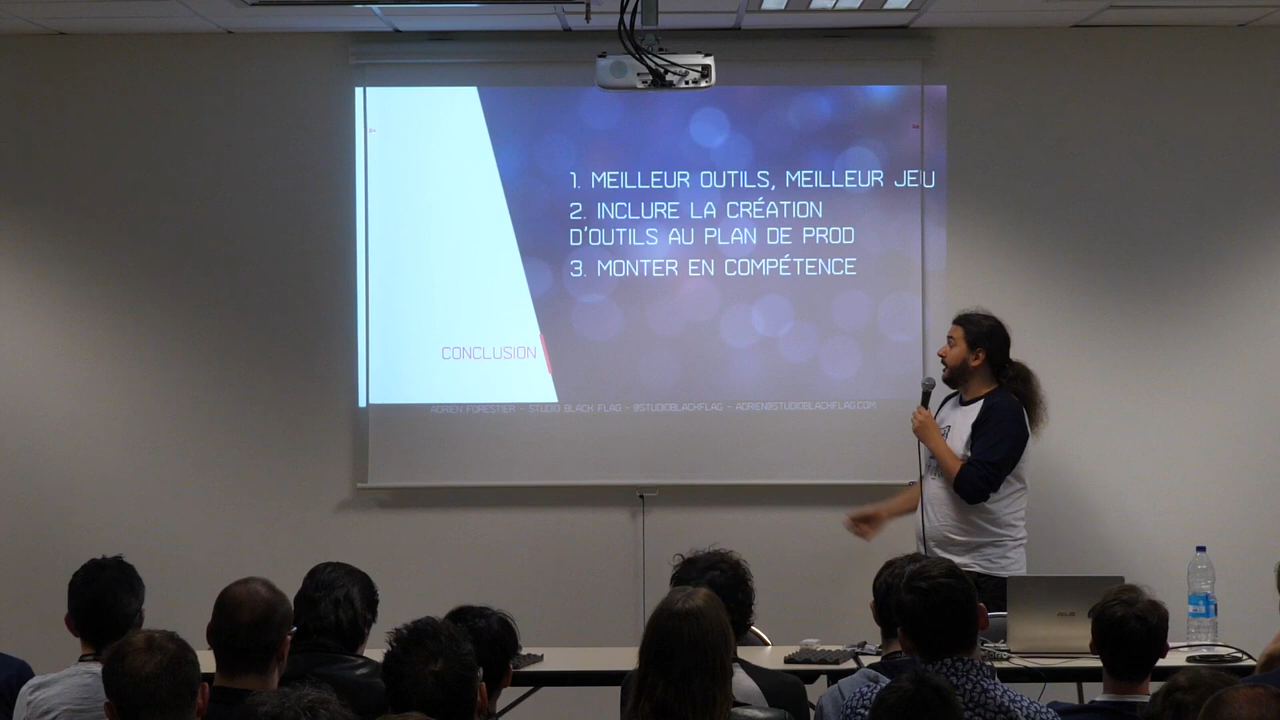 1. MEILLEUR OUTILS, MEILLEUR JEU
2. INCLURE LA CRÉATION
D'OUTILS AU PLAN DE PROD
3. MONTER EN COMPÉTENCE
CONCLUSION
ADRIEN FORESTIER - STUDIO BLACK FLAG - @STUDIOBLACKFLAG - ADRIEN@STUDIOBLACKFLAG.COM
ASUS